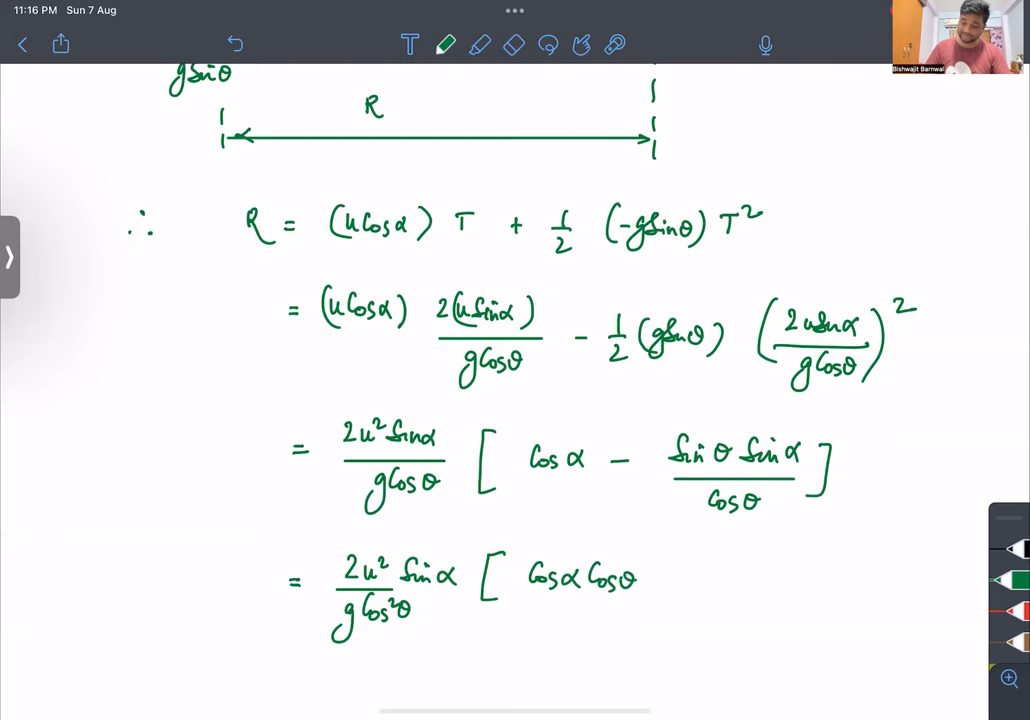 11:16 PM Sun 7 Aug
Bishwajit Barnwal
g sinθ
R
∴ R = (u cosα) T + 1/2 (-g sinθ) T²
= (u cosα) 2(u sinα)/(g cosθ) - 1/2 (g sinθ) (2u sinα/(g cosθ))²
= 2u² sinα/(g cosθ) [ cosα - sinθ sinα/cosθ ]
= 2u²/(g cos²θ) sinα [ cosα cosθ